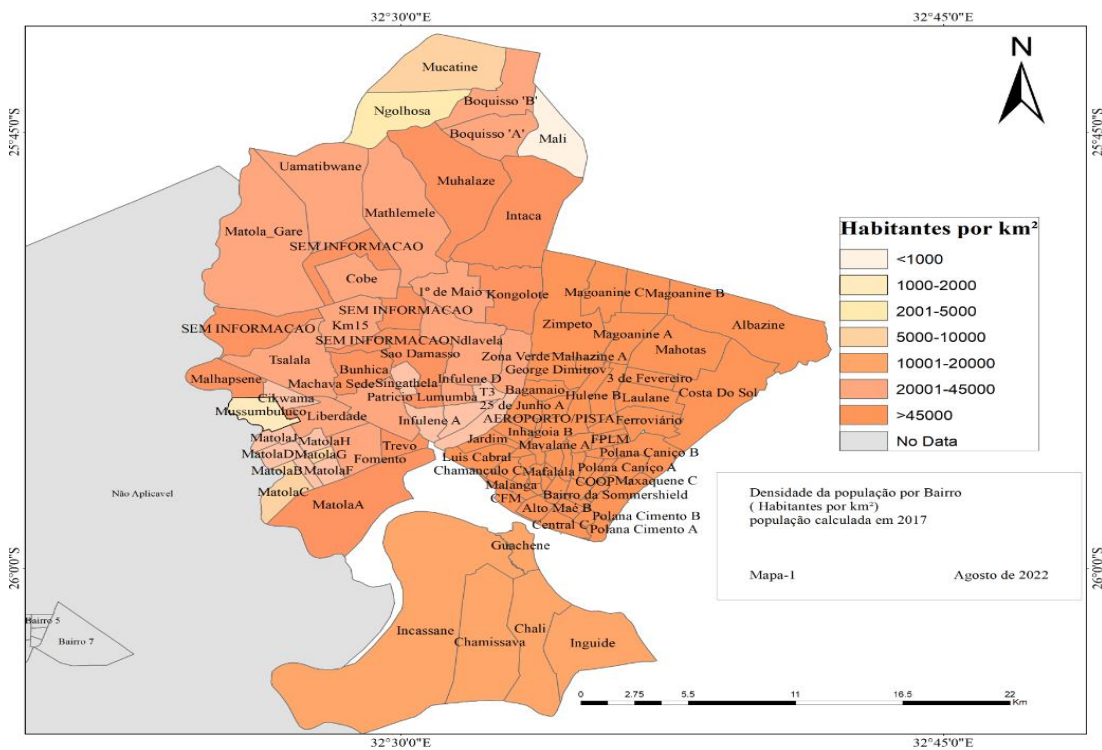 32°30'0"E
32°45'0"E
N
25°45'0"S
25°45'0"S
Mucatine
Ngolhosa
Boquisso 'B'
Boquisso 'A'
Mali
Uamatibwane
Muhalaze
Mathlemele
Intaca
Matola_Gare
SEM INFORMACAO
Cobe
1º de Maio
Kongolote
Magoanine C
Magoanine B
SEM INFORMACAO
SEM INFORMACAO
Km15
Zimpeto
Magoanine A
Albazine
SEM INFORMACAO
Ndlavela
Sao Damasso
Tsalala
Zona Verde
Malhazine A
Mahotas
Bunhica
George Dimitrov
Malhapsene
Machava Sede
Singathela
Infulene D
3 de Fevereiro
Cikwama
Patricio Lumumba
T3
Bagamaio
Hulene B
Laulane
Costa Do Sol
Mussumbuluco
Liberdade
Infulene A
25 de Junho A
AEROPORTO/PISTA
Ferroviário
MatolaJ
MatolaH
Jardim
Inhagoia B
FPLM
MatolaD
MatolaG
Fomento
Trevo
Luis Cabral
Mavalane A
Polana Caniço B
MatolaB
MatolaF
Chamanculo C
Mafalala
Polana Caniço A
MatolaC
MatolaA
Malanga
COOP
Maxaquene C
CFM
Bairro da Sommershield
Alto Maè B
Polana Cimento B
Central C
Polana Cimento A
Guachene
Não Aplicavel
Incassane
Chamissava
Chali
Inguide
Bairro 5
Bairro 7
Habitantes por km²
<1000
1000-2000
2001-5000
5000-10000
10001-20000
20001-45000
>45000
No Data
Densidade da população por Bairro
( Habitantes por km²)
população calculada em 2017
Mapa-1 Agosto de 2022
26°0'0"S
26°0'0"S
0 2.75 5.5 11 16.5 22
Km
32°30'0"E
32°45'0"E